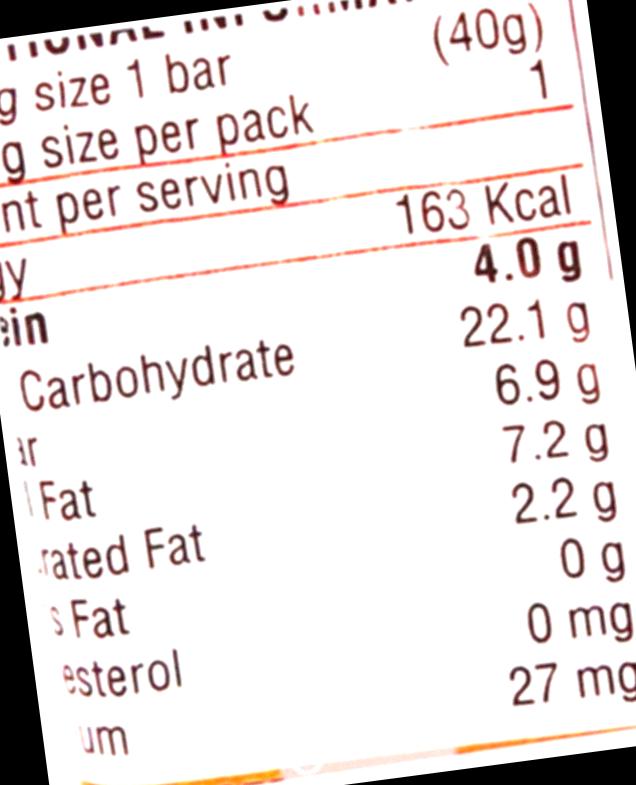 TIONAL INFORMA
g size 1 bar (40g)
g size per pack 1
nt per serving
gy 163 Kcal
ein 4.0 g
Carbohydrate 22.1 g
ar 6.9 g
Fat 7.2 g
rated Fat 2.2 g
s Fat 0 g
esterol 0 mg
um 27 mg